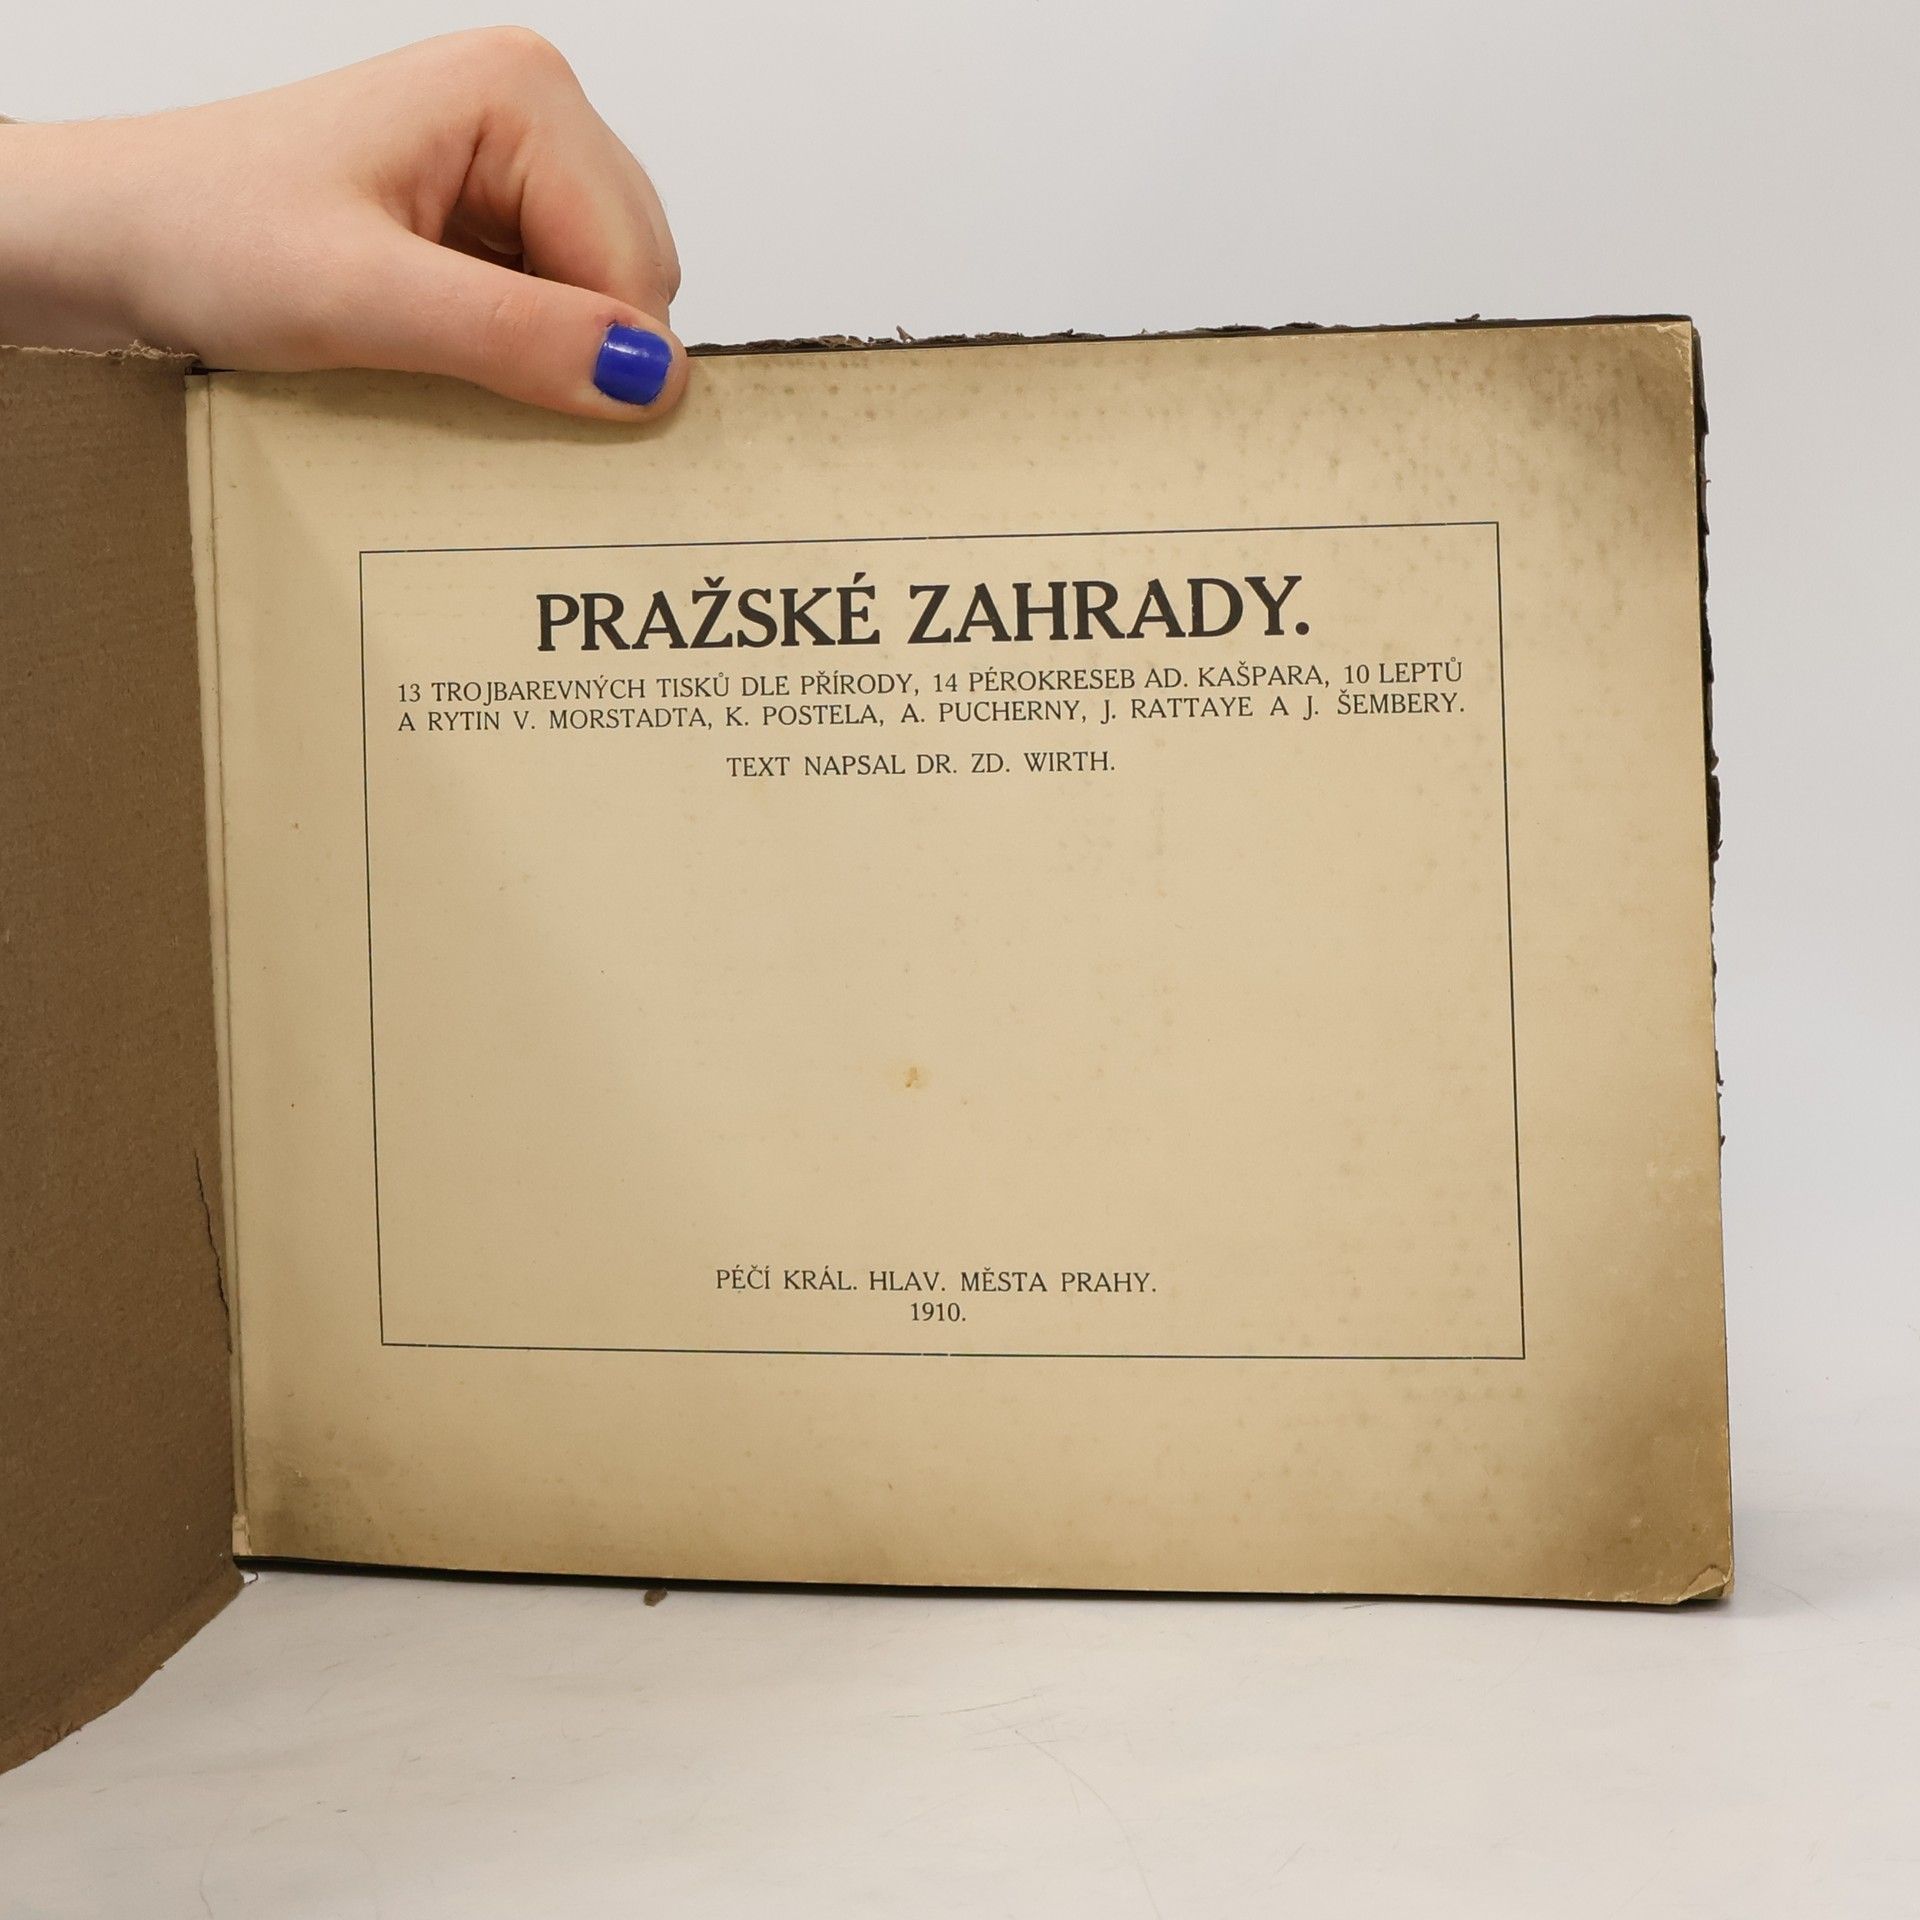 PRAŽSKÉ ZAHRADY.
13 TROJBAREVNÝCH TISKŮ DLE PŘÍRODY, 14 PÉROKRESEB AD. KAŠPARA, 10 LEPTŮ
A RYTIN V. MORSTADTA, K. POSTELA, A. PUCHERNY, J. RATTAYE A J. ŠEMBERY.
TEXT NAPSAL DR. ZD. WIRTH.
PÉČÍ KRÁL. HLAV. MĚSTA PRAHY.
1910.